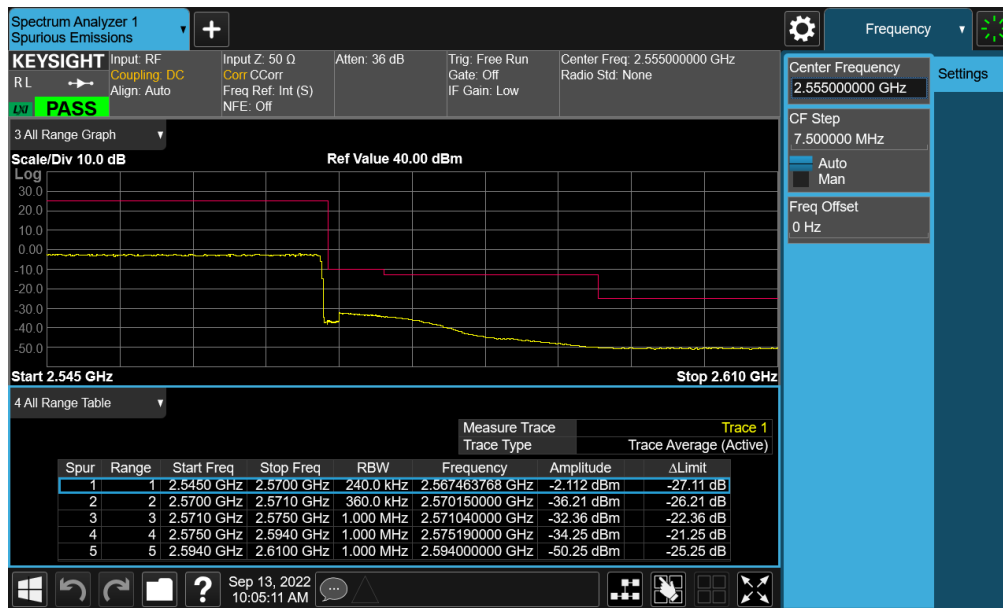 Spectrum Analyzer 1
Spurious Emissions
Frequency
KEYSIGHT
R L
LXI PASS
Input: RF
Coupling: DC
Align: Auto
Input Z: 50 Ω
Corr CCorr
Freq Ref: Int (S)
NFE: Off
Atten: 36 dB
Trig: Free Run
Gate: Off
IF Gain: Low
Center Freq: 2.555000000 GHz
Radio Std: None
Center Frequency
2.555000000 GHz
Settings
CF Step
7.500000 MHz
Auto
Man
Freq Offset
0 Hz
3 All Range Graph
Scale/Div 10.0 dB Ref Value 40.00 dBm
Log
30.0
20.0
10.0
0.00
-10.0
-20.0
-30.0
-40.0
-50.0
Start 2.545 GHz Stop 2.610 GHz
4 All Range Table
Measure Trace Trace 1
Trace Type Trace Average (Active)
Spur Range Start Freq Stop Freq RBW Frequency Amplitude ΔLimit
1 1 2.5450 GHz 2.5700 GHz 240.0 kHz 2.567463768 GHz -2.112 dBm -27.11 dB
2 2 2.5700 GHz 2.5710 GHz 360.0 kHz 2.570150000 GHz -36.21 dBm -26.21 dB
3 3 2.5710 GHz 2.5750 GHz 1.000 MHz 2.571040000 GHz -32.36 dBm -22.36 dB
4 4 2.5750 GHz 2.5940 GHz 1.000 MHz 2.575190000 GHz -34.25 dBm -21.25 dB
5 5 2.5940 GHz 2.6100 GHz 1.000 MHz 2.594000000 GHz -50.25 dBm -25.25 dB
Sep 13, 2022
10:05:11 AM